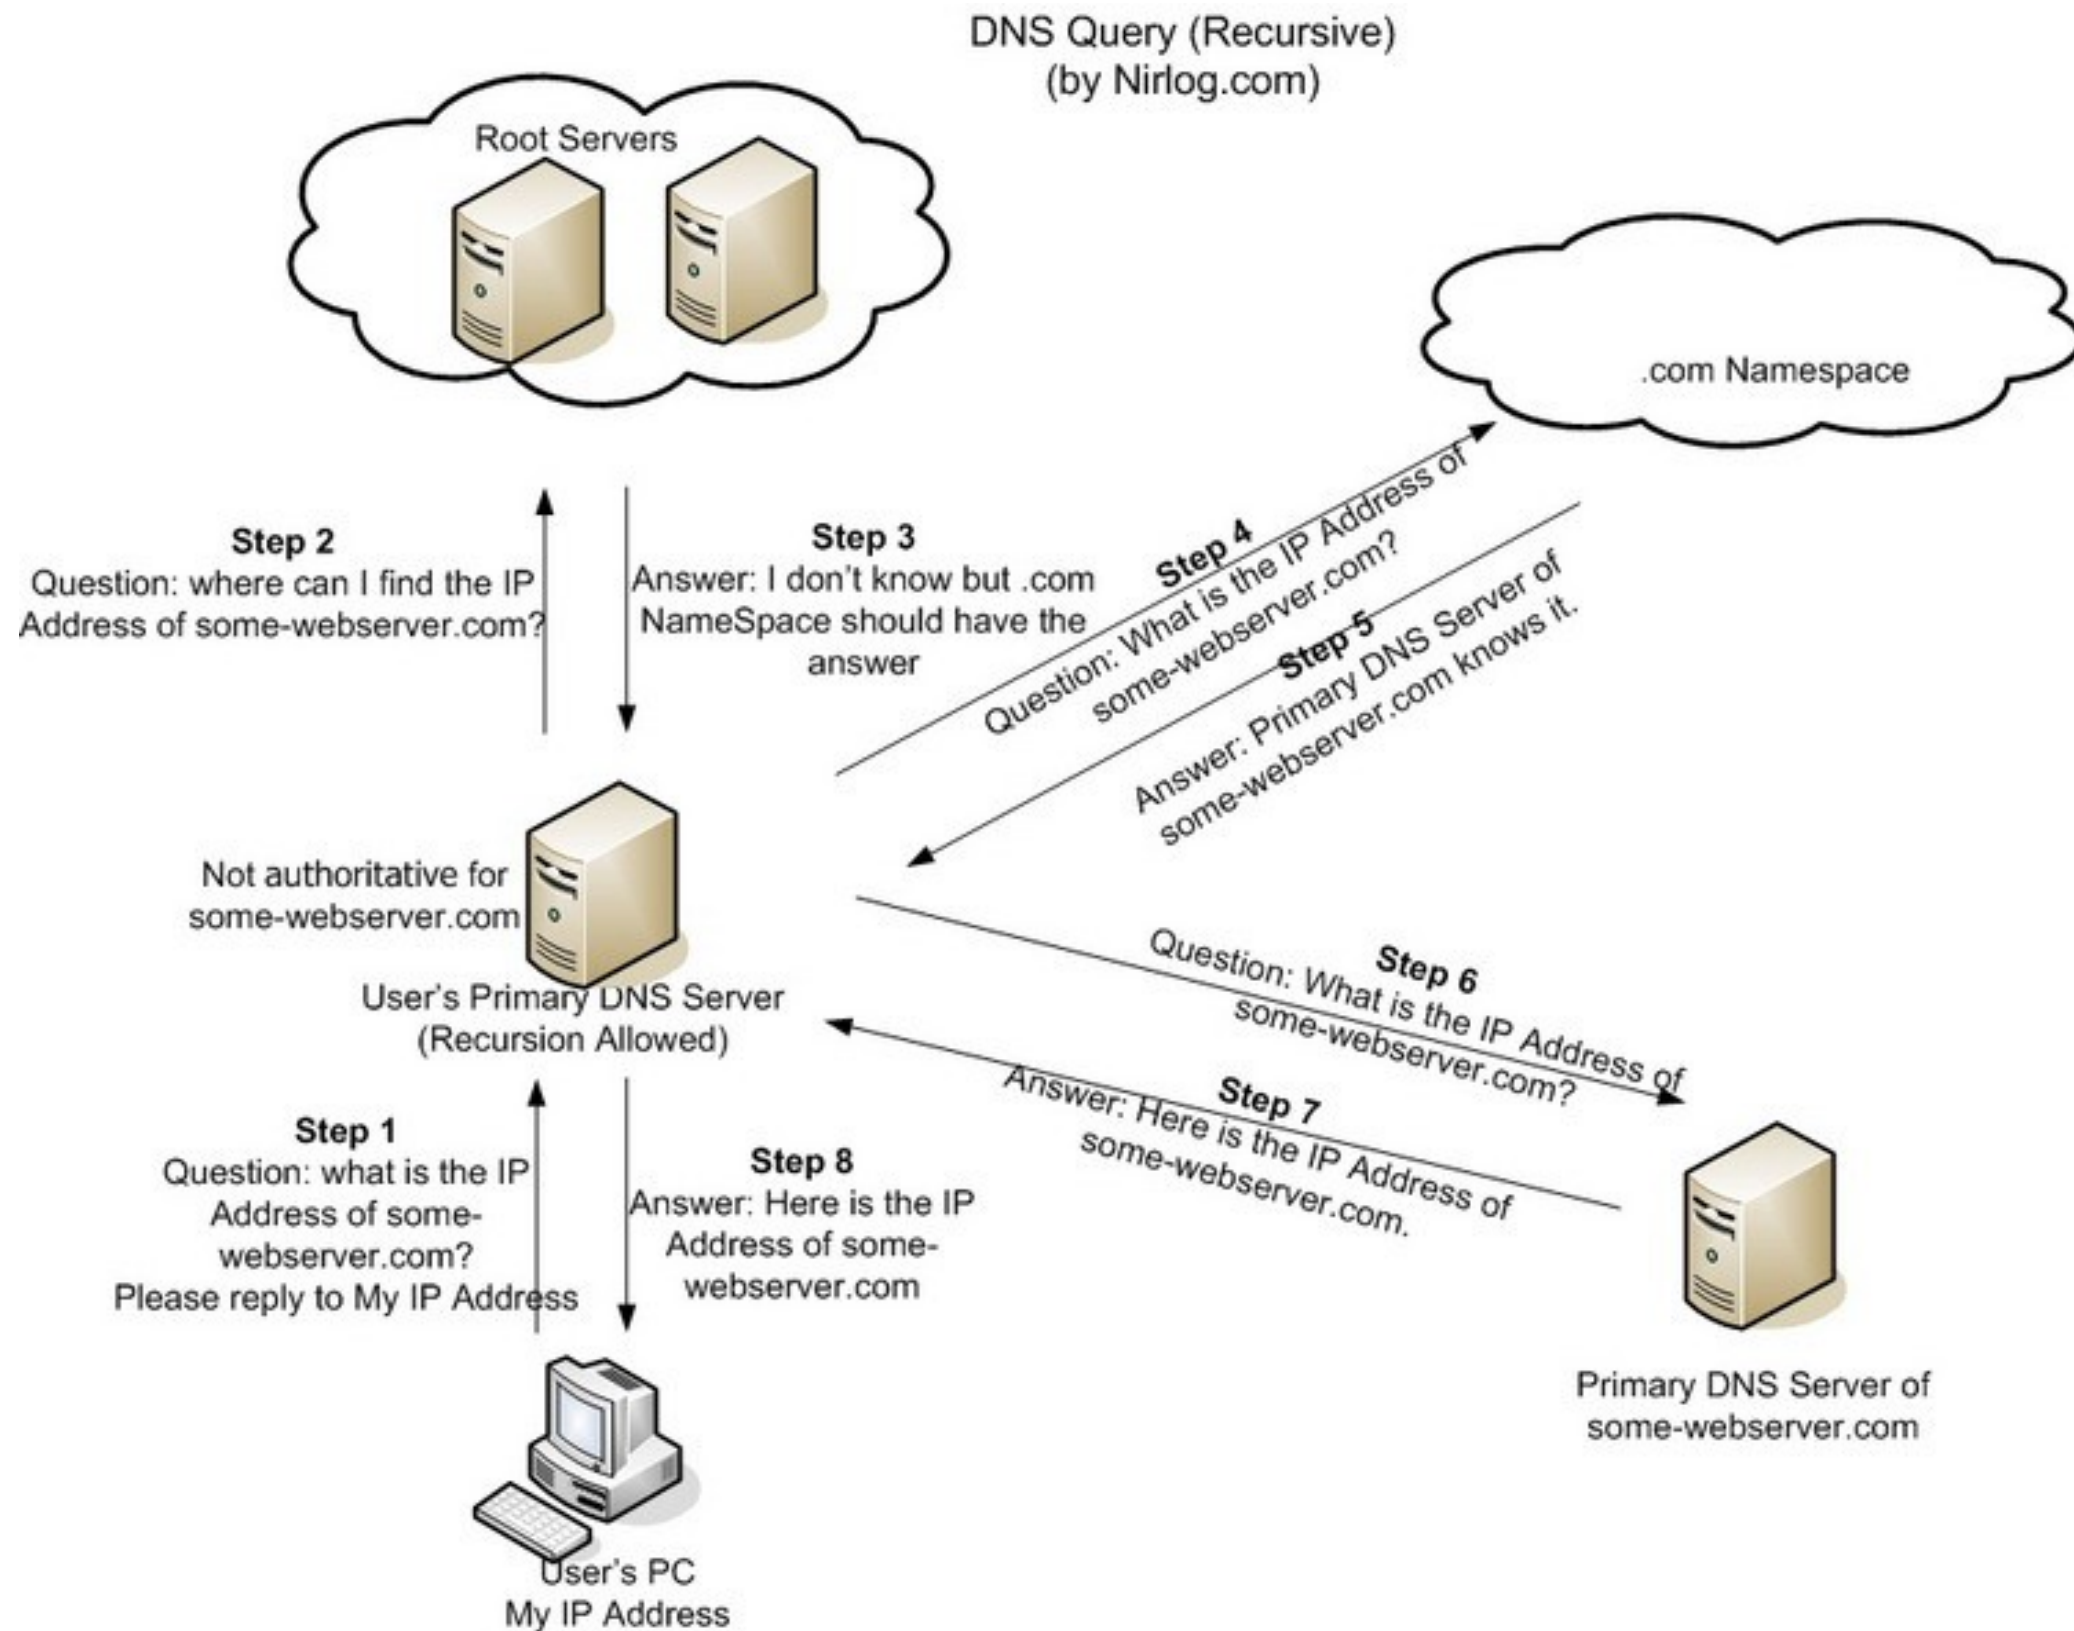 DNS Query (Recursive)
(by Nirlog.com)
Root Servers
.com Namespace
Step 2
Question: where can I find the IP
Address of some-webserver.com?
Step 3
Answer: I don't know but .com
NameSpace should have the
answer
Step 4
Question: What is the IP Address of
some-webserver.com?
Step 5
Answer: Primary DNS Server of
some-webserver.com knows it.
Not authoritative for
some-webserver.com
User's Primary DNS Server
(Recursion Allowed)
Step 6
Question: What is the IP Address of
some-webserver.com?
Step 7
Answer: Here is the IP Address of
some-webserver.com.
Step 1
Question: what is the IP
Address of some-
webserver.com?
Please reply to My IP Address
Step 8
Answer: Here is the IP
Address of some-
webserver.com
Primary DNS Server of
some-webserver.com
User's PC
My IP Address